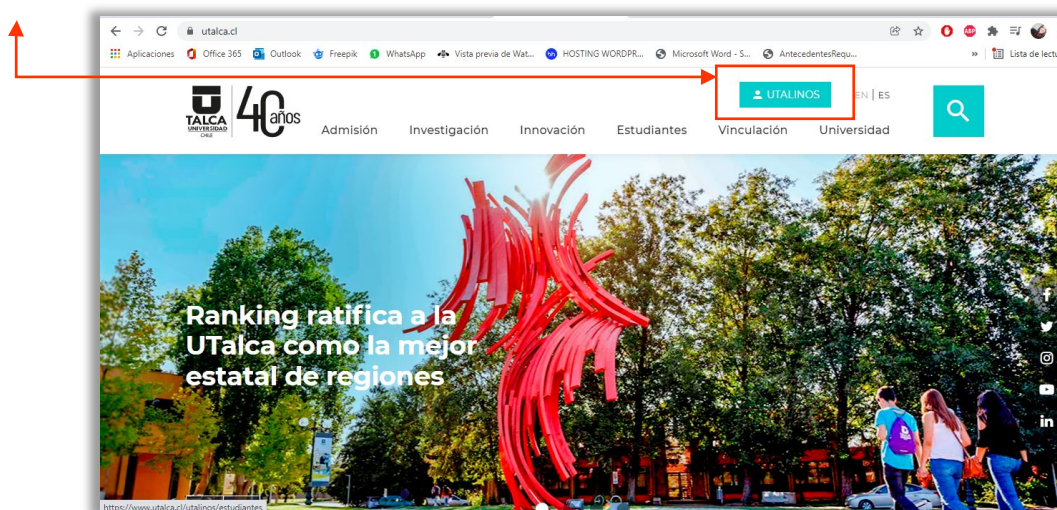 utalca.cl
Aplicaciones Office 365 Outlook Freepik WhatsApp Vista previa de Wat... HOSTING WORDPR... Microsoft Word - S... AntecedentesRequ... » Lista de lectu
UTALINOS EN | ES
TALCA
UNIVERSIDAD
CHILE
40 años
Admisión Investigación Innovación Estudiantes Vinculación Universidad
Ranking ratifica a la
UTalca como la mejor
estatal de regiones
https://www.utalca.cl/utalinos/estudiantes